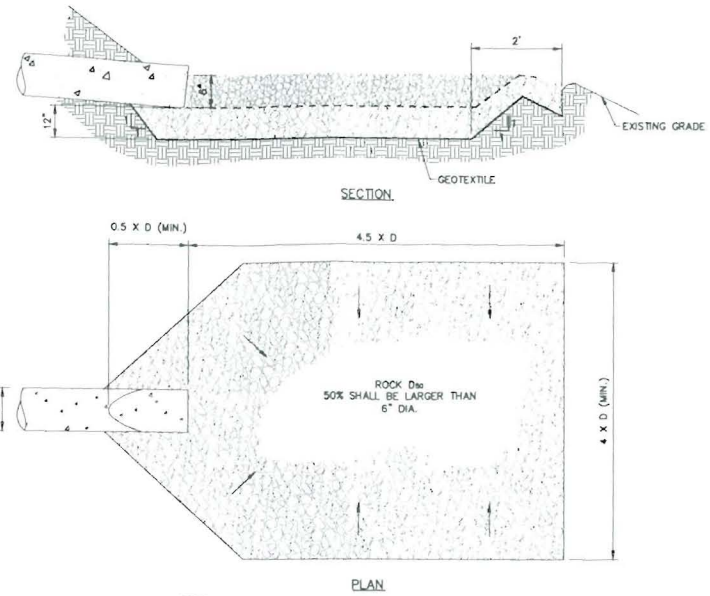 2'
8"
12"
EXISTING GRADE
GEOTEXTILE
SECTION
0.5 X D (MIN.)
4.5 X D
ROCK D50
50% SHALL BE LARGER THAN
6" DIA.
4 X D (MIN.)
PLAN